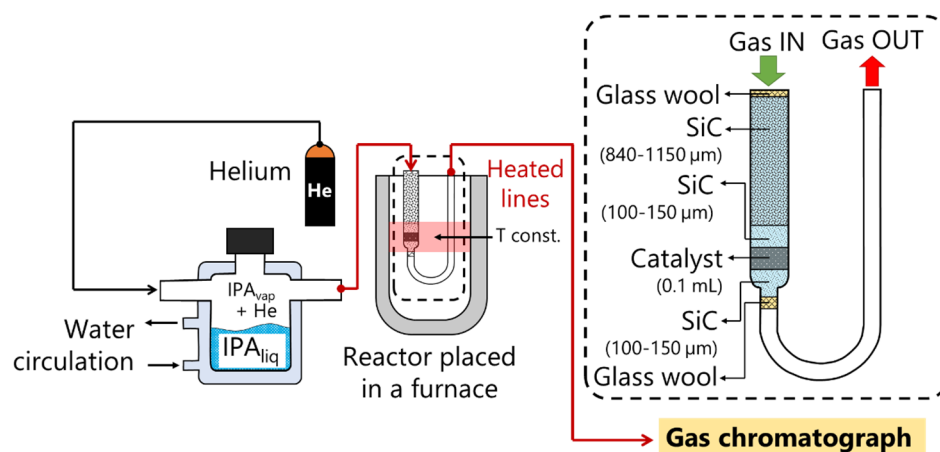 Helium
He
IPAvap
+ He
IPAliq
Water
circulation
Heated
lines
T const.
Reactor placed
in a furnace
Gas IN
Gas OUT
Glass wool
SiC
(840-1150 µm)
SiC
(100-150 µm)
Catalyst
(0.1 mL)
SiC
(100-150 µm)
Glass wool
Gas chromatograph